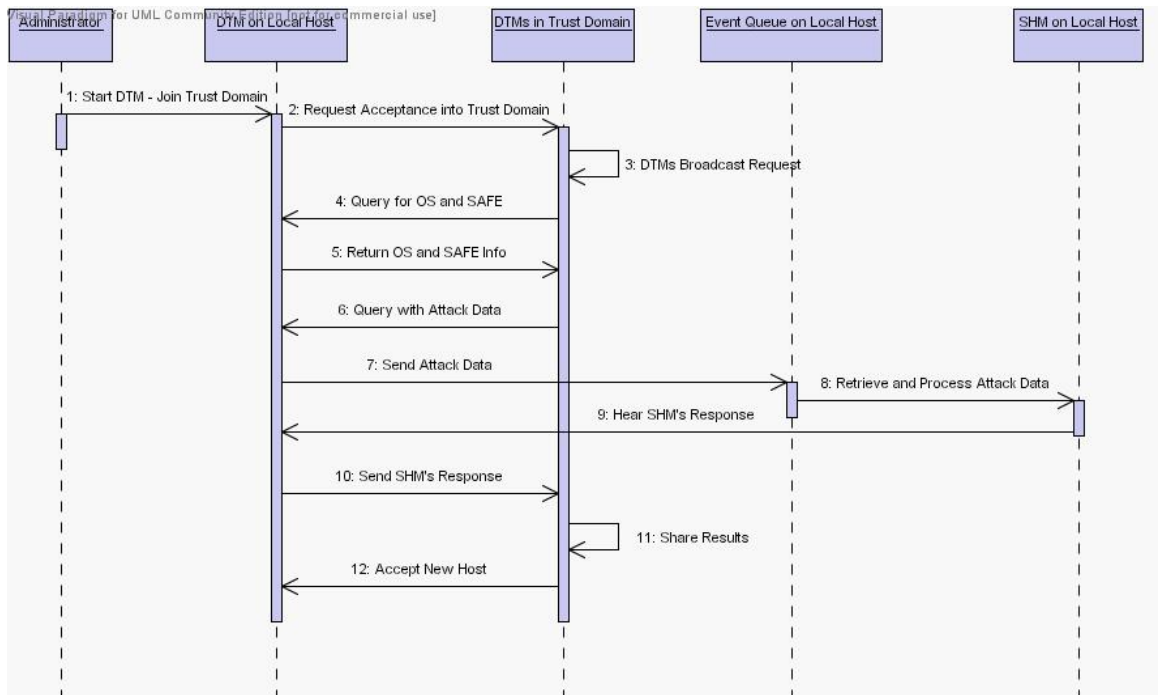 Visual Paradigm for UML Community Edition [not for commercial use]
Administrator
DTM on Local Host
DTMs in Trust Domain
Event Queue on Local Host
SHM on Local Host
1: Start DTM - Join Trust Domain
2: Request Acceptance into Trust Domain
3: DTMs Broadcast Request
4: Query for OS and SAFE
5: Return OS and SAFE Info
6: Query with Attack Data
7: Send Attack Data
8: Retrieve and Process Attack Data
9: Hear SHM's Response
10: Send SHM's Response
11: Share Results
12: Accept New Host